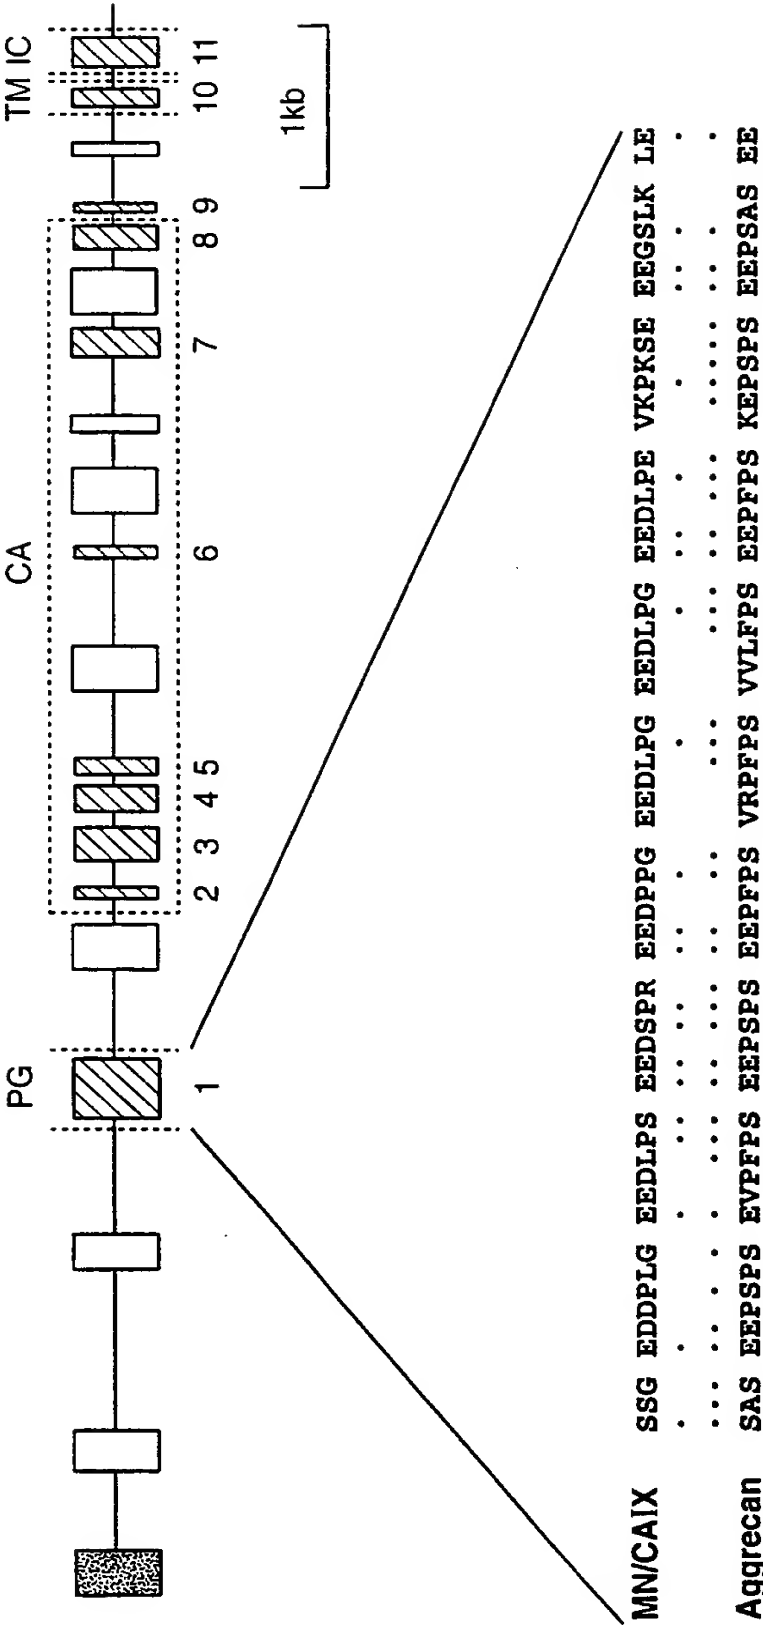 PG CA TM IC
1 2 3 4 5 6 7 8 9 10 11
1kb
MN/CAIX SSG EDDPLG EEDLPS EEDSPR EEDPPG EEDLPG EEDLPG EEDLPE VKPKSE EEGSLK LE
Aggrecan SAS EEPSPS EVPFPS EEPSPS EEPFPS VRPFPS VVLFPS EEPFPS KEPSPS EEPSAS EE